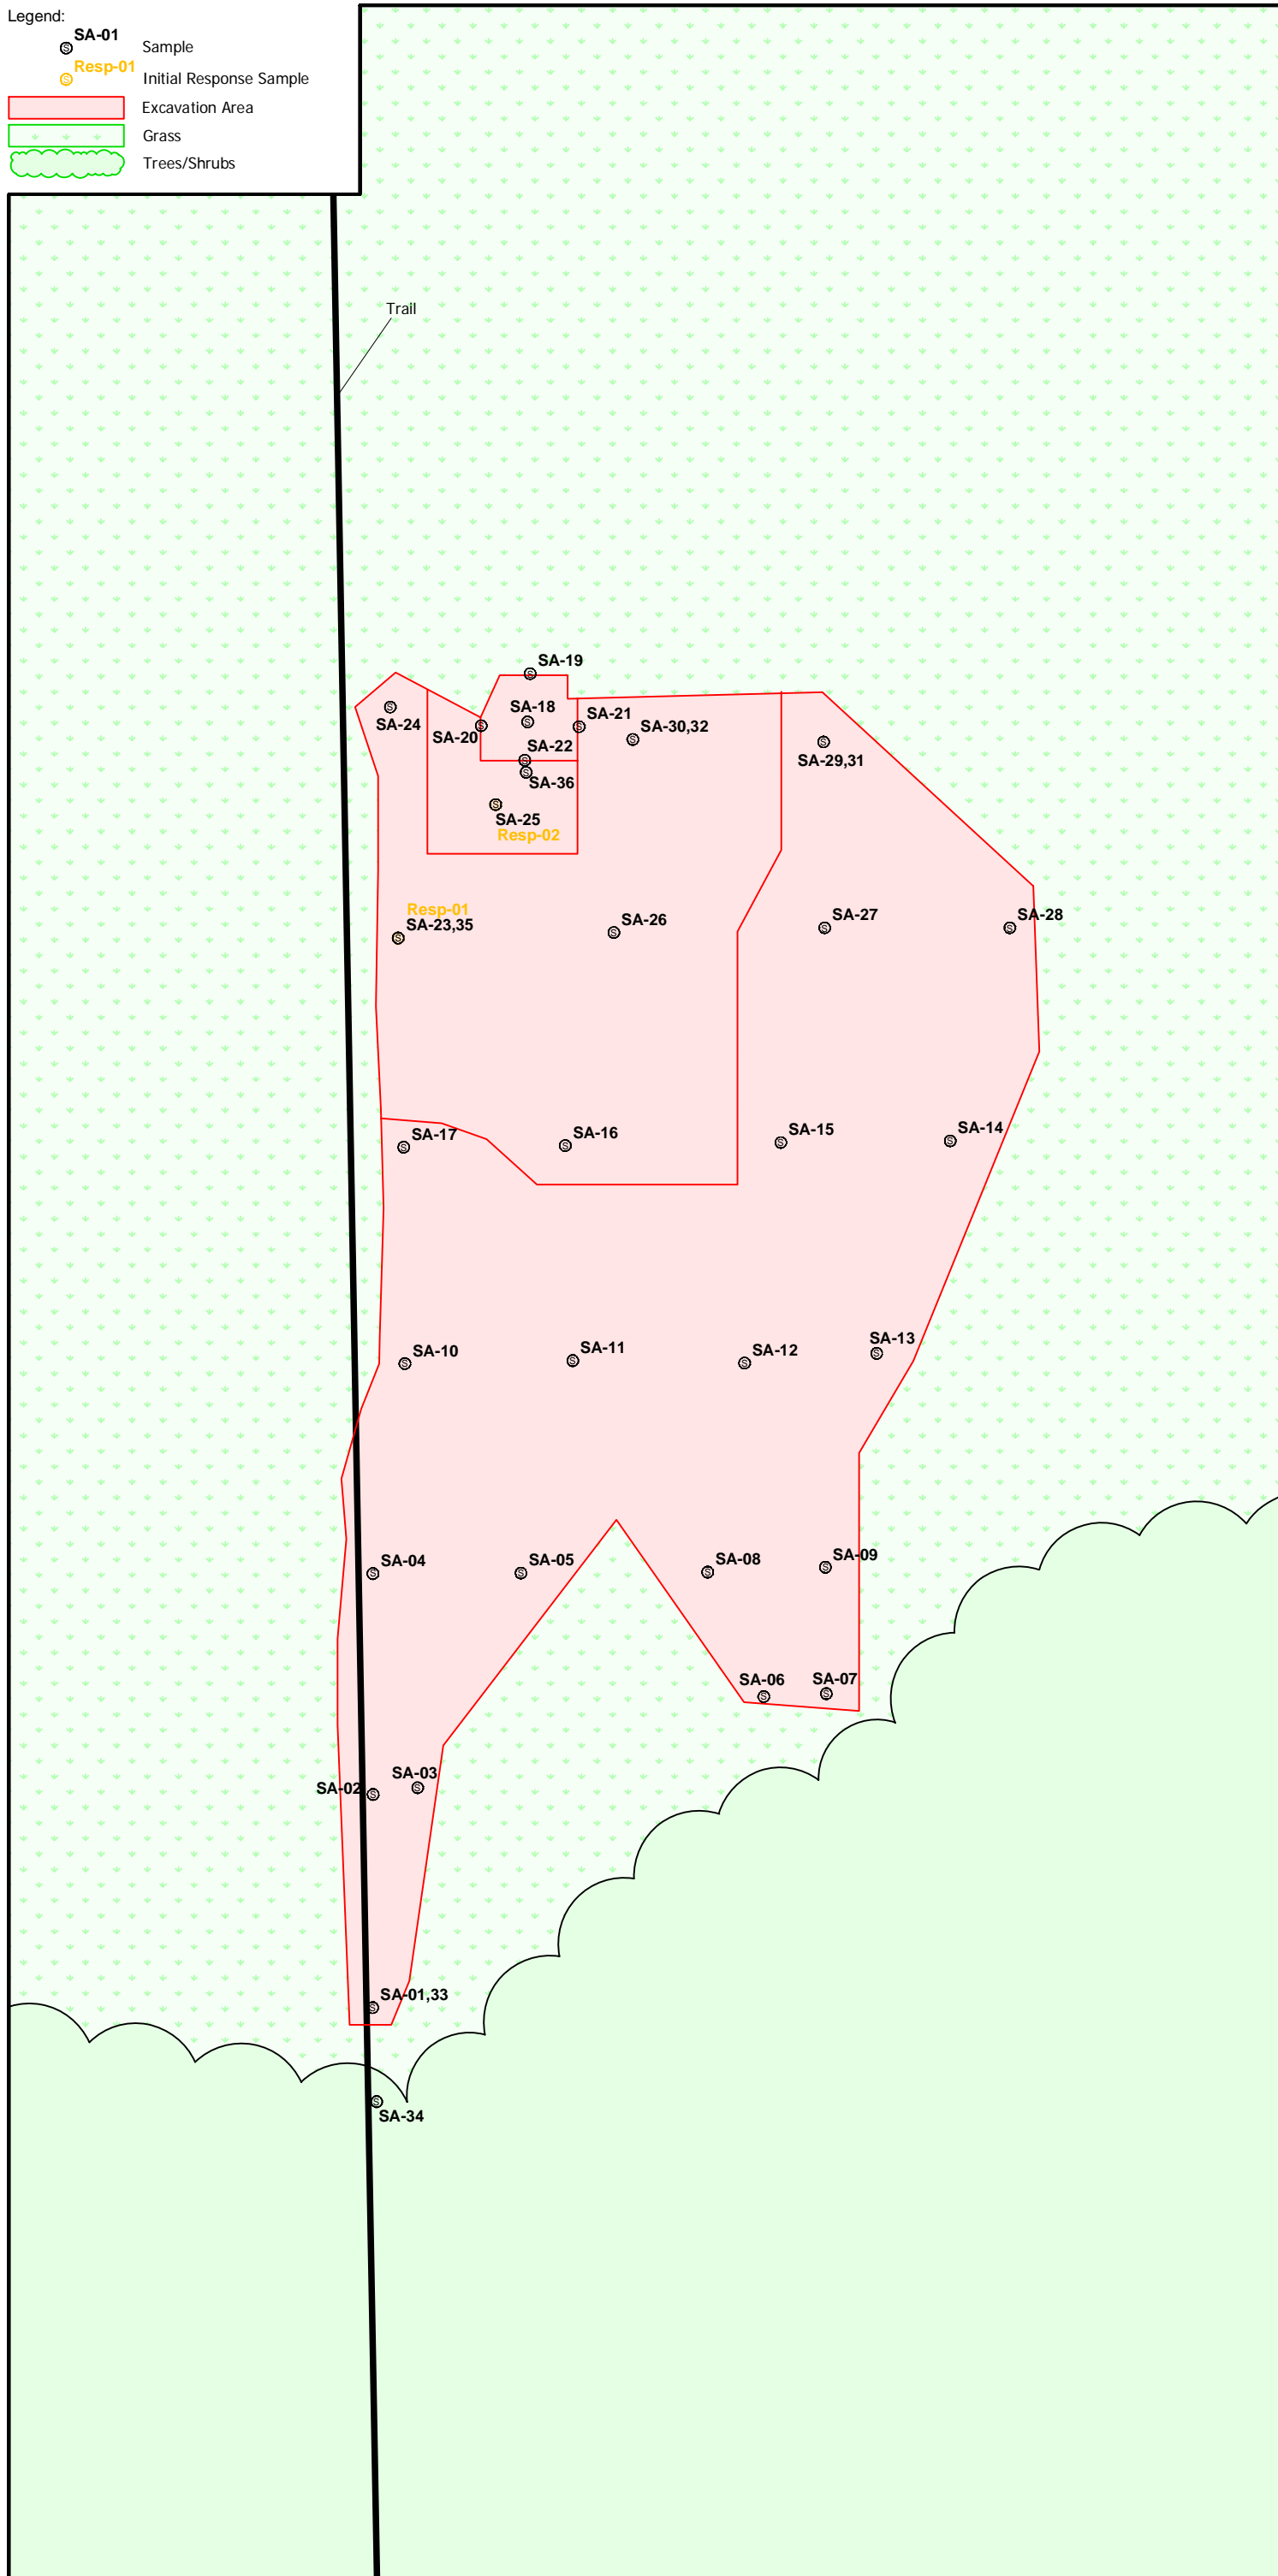 Legend:
SA-01
Sample
Resp-01
Initial Response Sample
Excavation Area
Grass
Trees/Shrubs
Trail
SA-19
SA-24
SA-18
SA-20
SA-21
SA-30,32
SA-22
SA-29,31
SA-36
SA-25
Resp-02
Resp-01
SA-23,35
SA-26
SA-27
SA-28
SA-17
SA-16
SA-15
SA-14
SA-10
SA-11
SA-12
SA-13
SA-04
SA-05
SA-08
SA-09
SA-06
SA-07
SA-02
SA-03
SA-01,33
SA-34